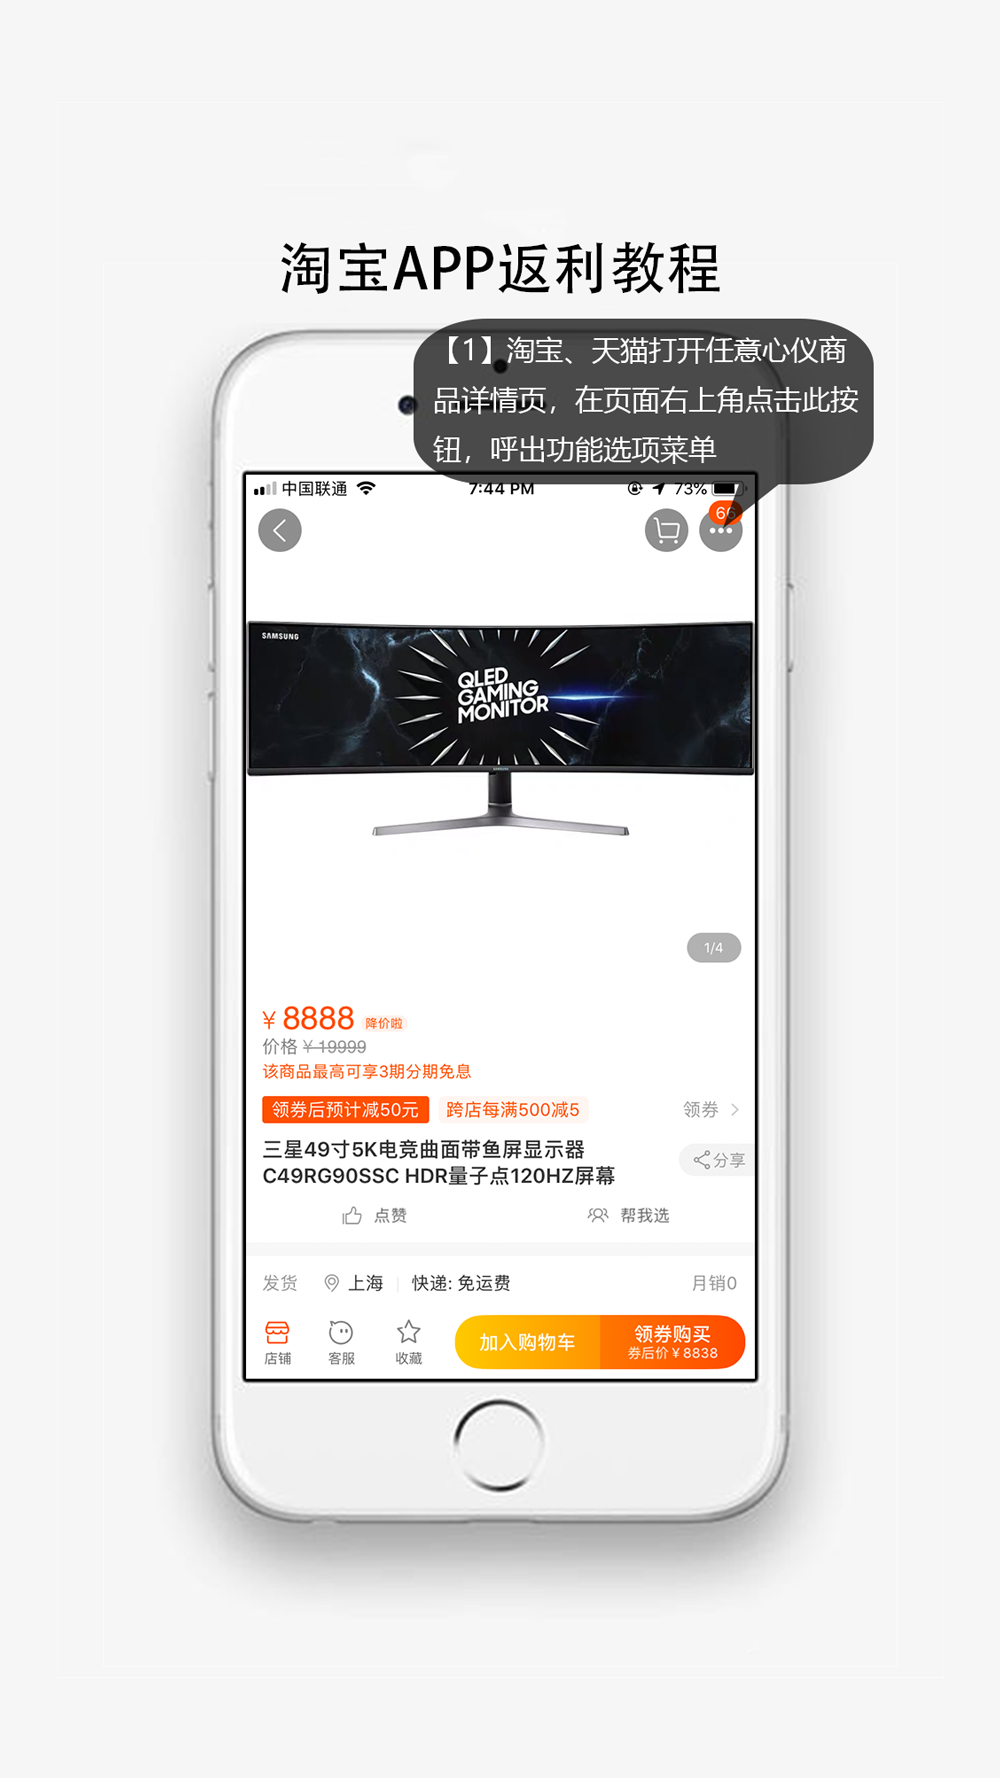 淘宝APP返利教程
【1】淘宝、天猫打开任意心仪商
品详情页，在页面右上角点击此按
钮，呼出功能选项菜单
中国联通 7:44 PM 73%
66
SAMSUNG
QLED
GAMING
MONITOR
1/4
¥ 8888 降价啦
价格 ¥ 19999
该商品最高可享3期分期免息
领券后预计减50元 跨店每满500减5 领券
三星49寸5K电竞曲面带鱼屏显示器
C49RG90SSC HDR量子点120HZ屏幕
分享
点赞 帮我选
发货 上海 快递: 免运费 月销0
店铺 客服 收藏 加入购物车 领券购买
券后价 ¥ 8838